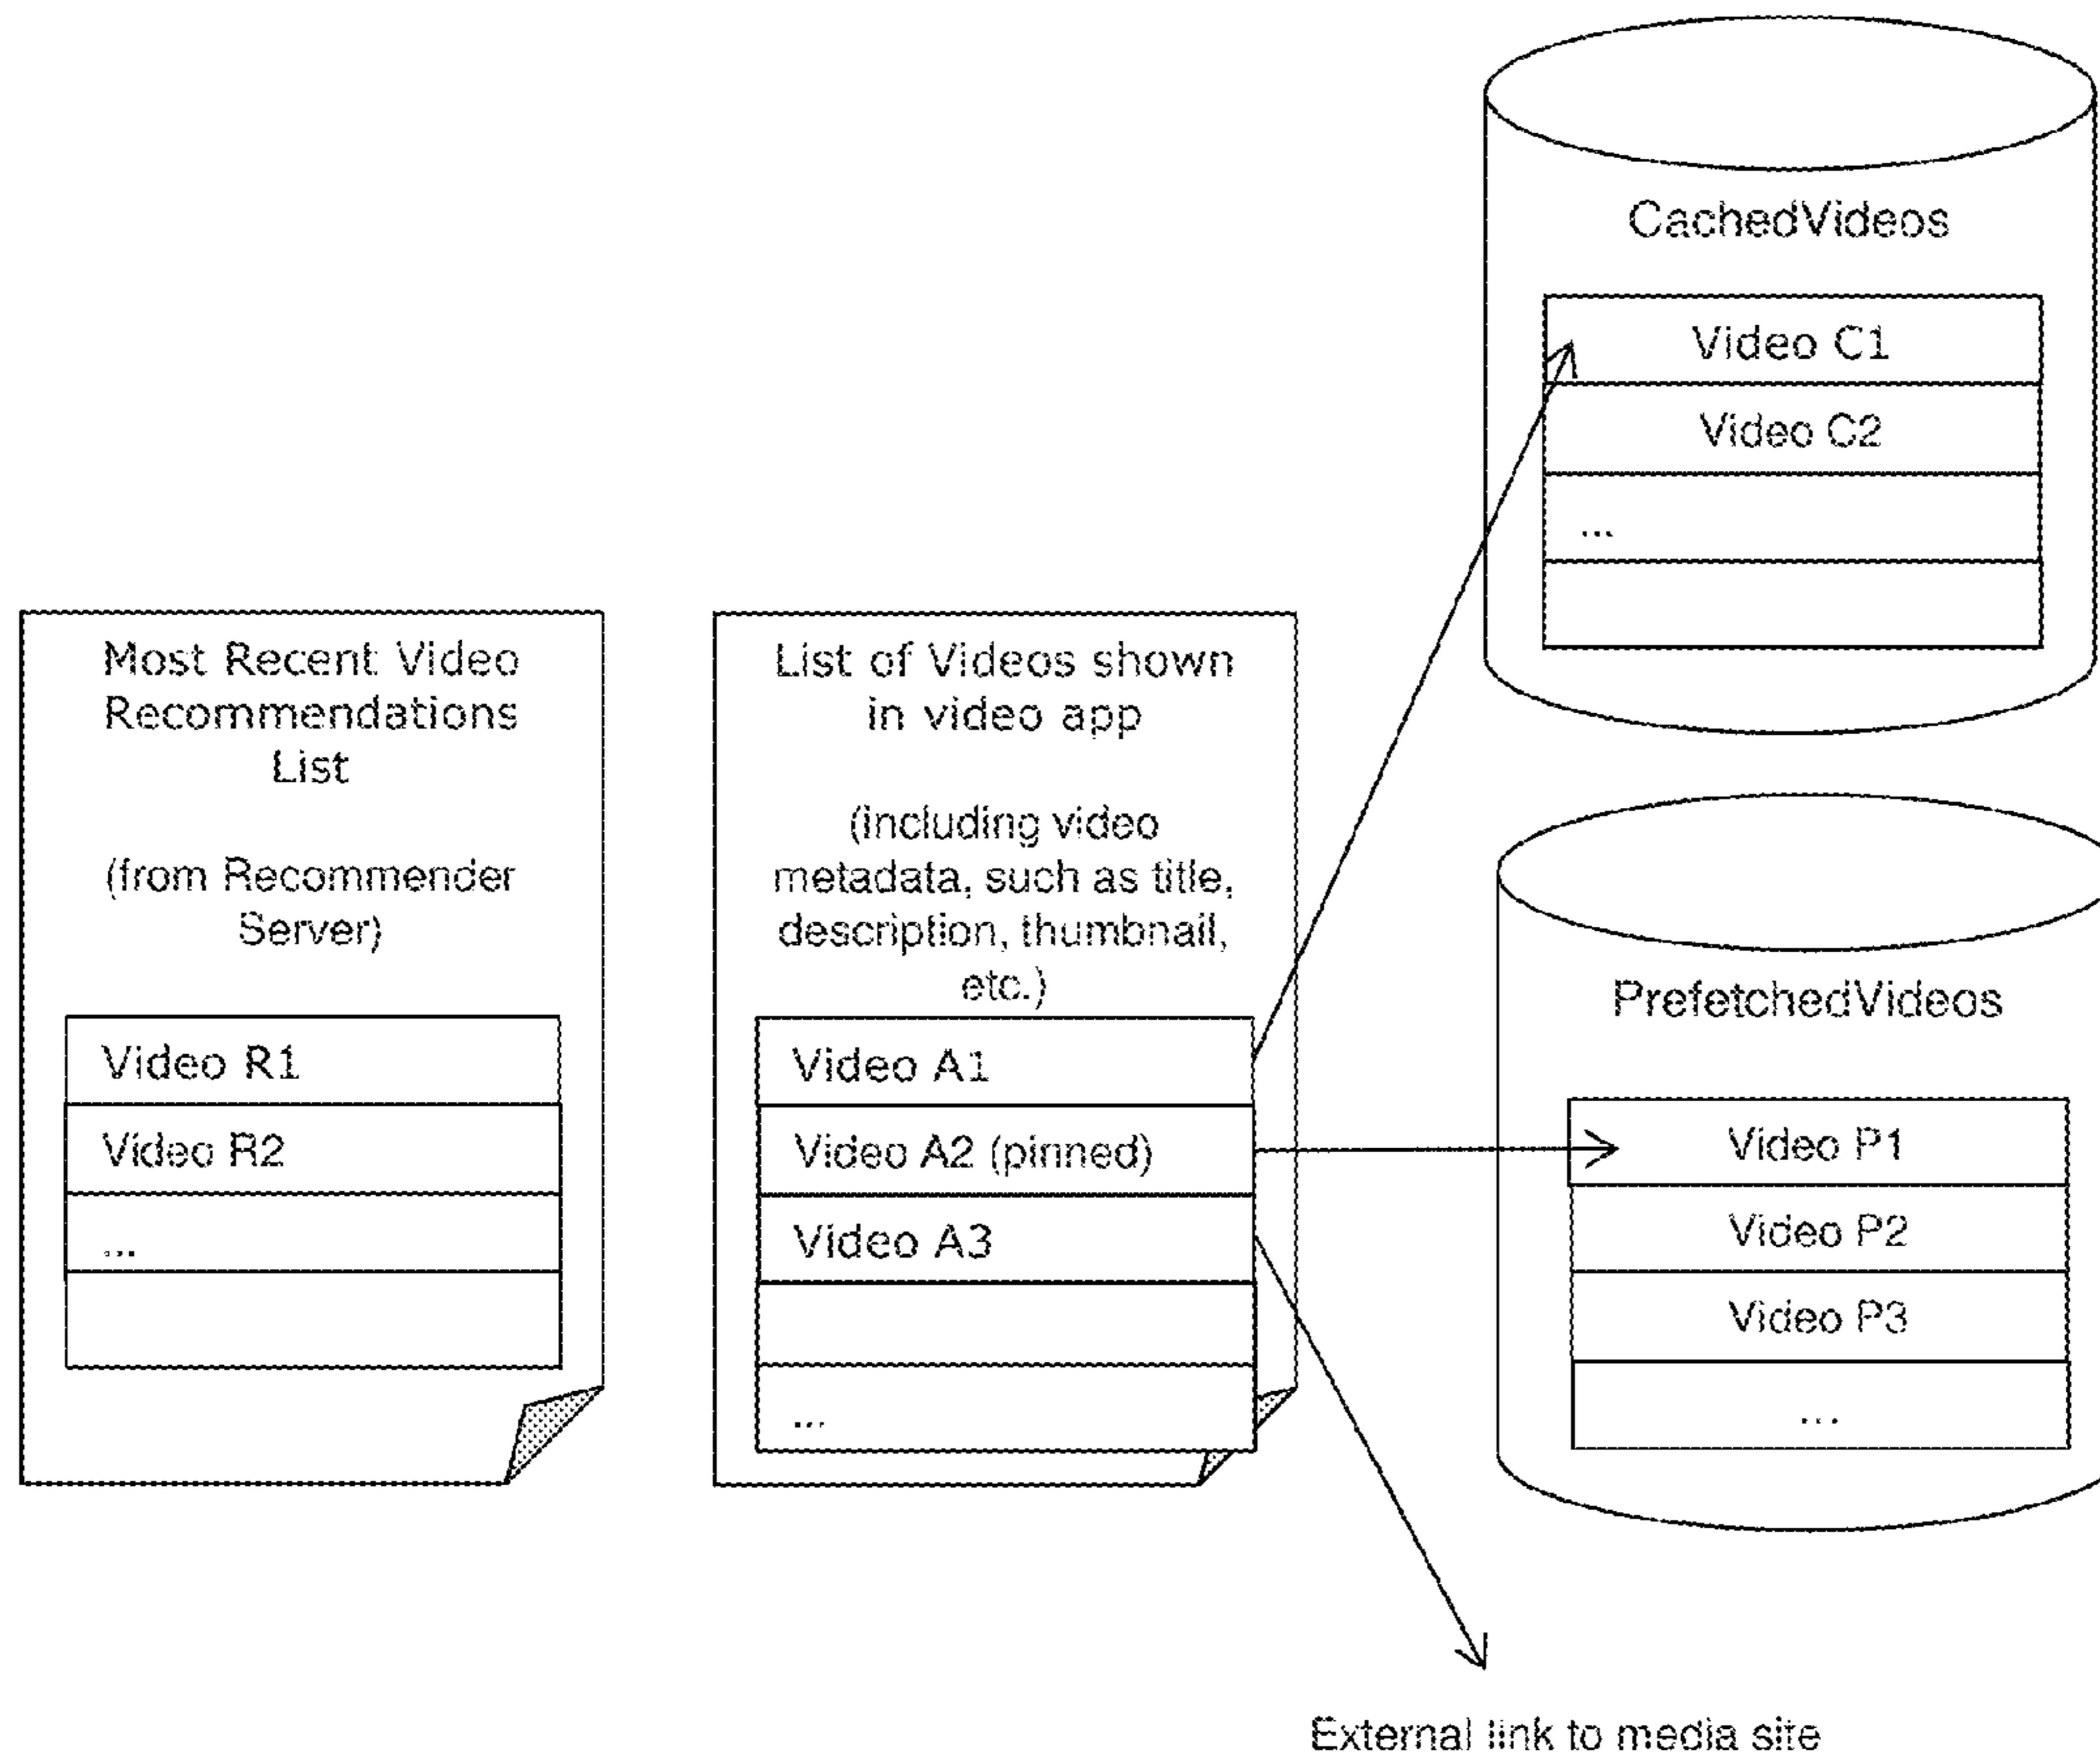 Most Recent Video
Recommendations
List
(from Recommender
Server)
Video R1
Video R2
...
List of Videos shown
in video app
(including video
metadata, such as title,
description, thumbnail,
etc.)
Video A1
Video A2 (pinned)
Video A3
...
CachedVideos
Video C1
Video C2
...
PrefetchedVideos
Video P1
Video P2
Video P3
...
External link to media site